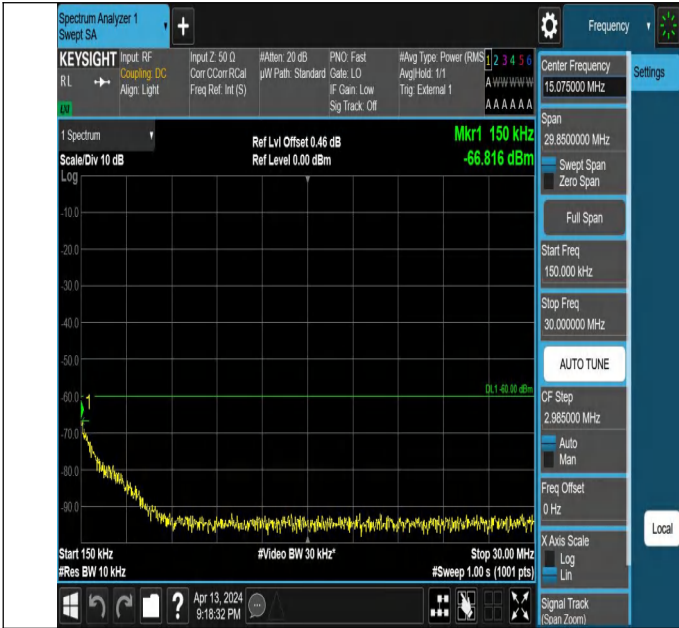 Spectrum Analyzer 1
Swept SA
+
Frequency
KEYSIGHT
RL
LXI
Input: RF
Coupling: DC
Align: Light
Input Z: 50 Ω
Corr CCorr RCal
Freq Ref: Int (S)
#Atten: 20 dB
µW Path: Standard
PNO: Fast
Gate: LO
IF Gain: Low
Sig Track: Off
#Avg Type: Power (RMS
Avg|Hold: 1/1
Trig: External 1
1 2 3 4 5 6
A W W W W W
A A A A A A
1 Spectrum
Scale/Div 10 dB
Log
Ref Lvl Offset 0.46 dB
Ref Level 0.00 dBm
Mkr1 150 kHz
-66.816 dBm
-10.0
-20.0
-30.0
-40.0
-50.0
DL1 -60.00 dBm
-60.0
1
-70.0
-80.0
-90.0
Start 150 kHz
#Video BW 30 kHz*
Stop 30.00 MHz
#Res BW 10 kHz
#Sweep 1.00 s (1001 pts)
?
Apr 13, 2024
9:18:32 PM
Center Frequency
15.075000 MHz
Settings
Span
29.8500000 MHz
Swept Span
Zero Span
Full Span
Start Freq
150.000 kHz
Stop Freq
30.000000 MHz
AUTO TUNE
CF Step
2.985000 MHz
Auto
Man
Freq Offset
0 Hz
Local
X Axis Scale
Log
Lin
Signal Track
(Span Zoom)